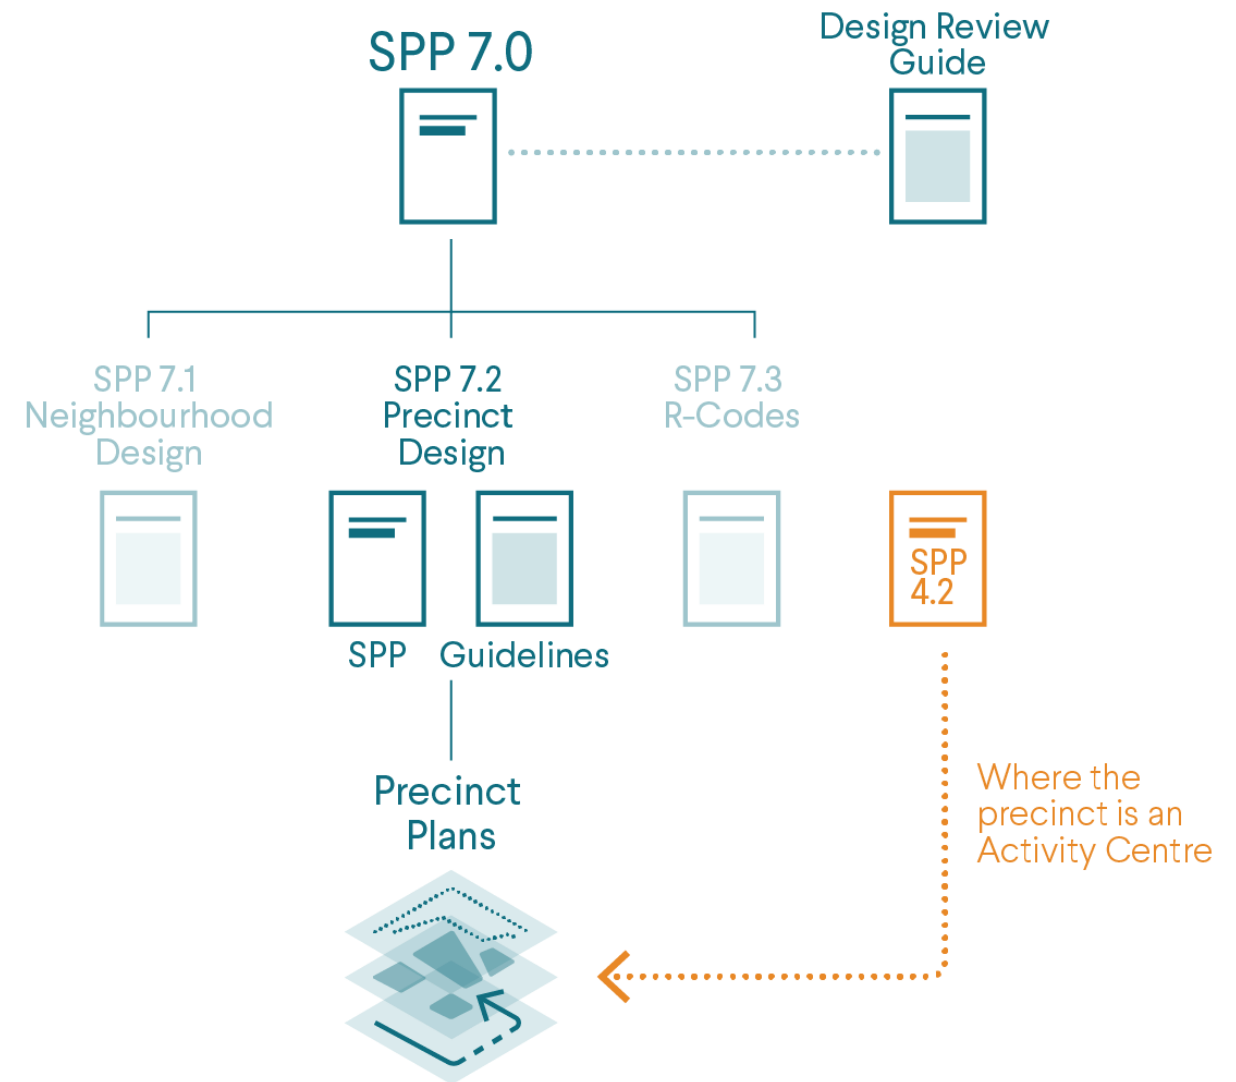 SPP 7.0
Design Review
Guide
SPP 7.1
Neighbourhood
Design
SPP 7.2
Precinct
Design
SPP 7.3
R-Codes
SPP
4.2
SPP
Guidelines
Precinct
Plans
Where the
precinct is an
Activity Centre